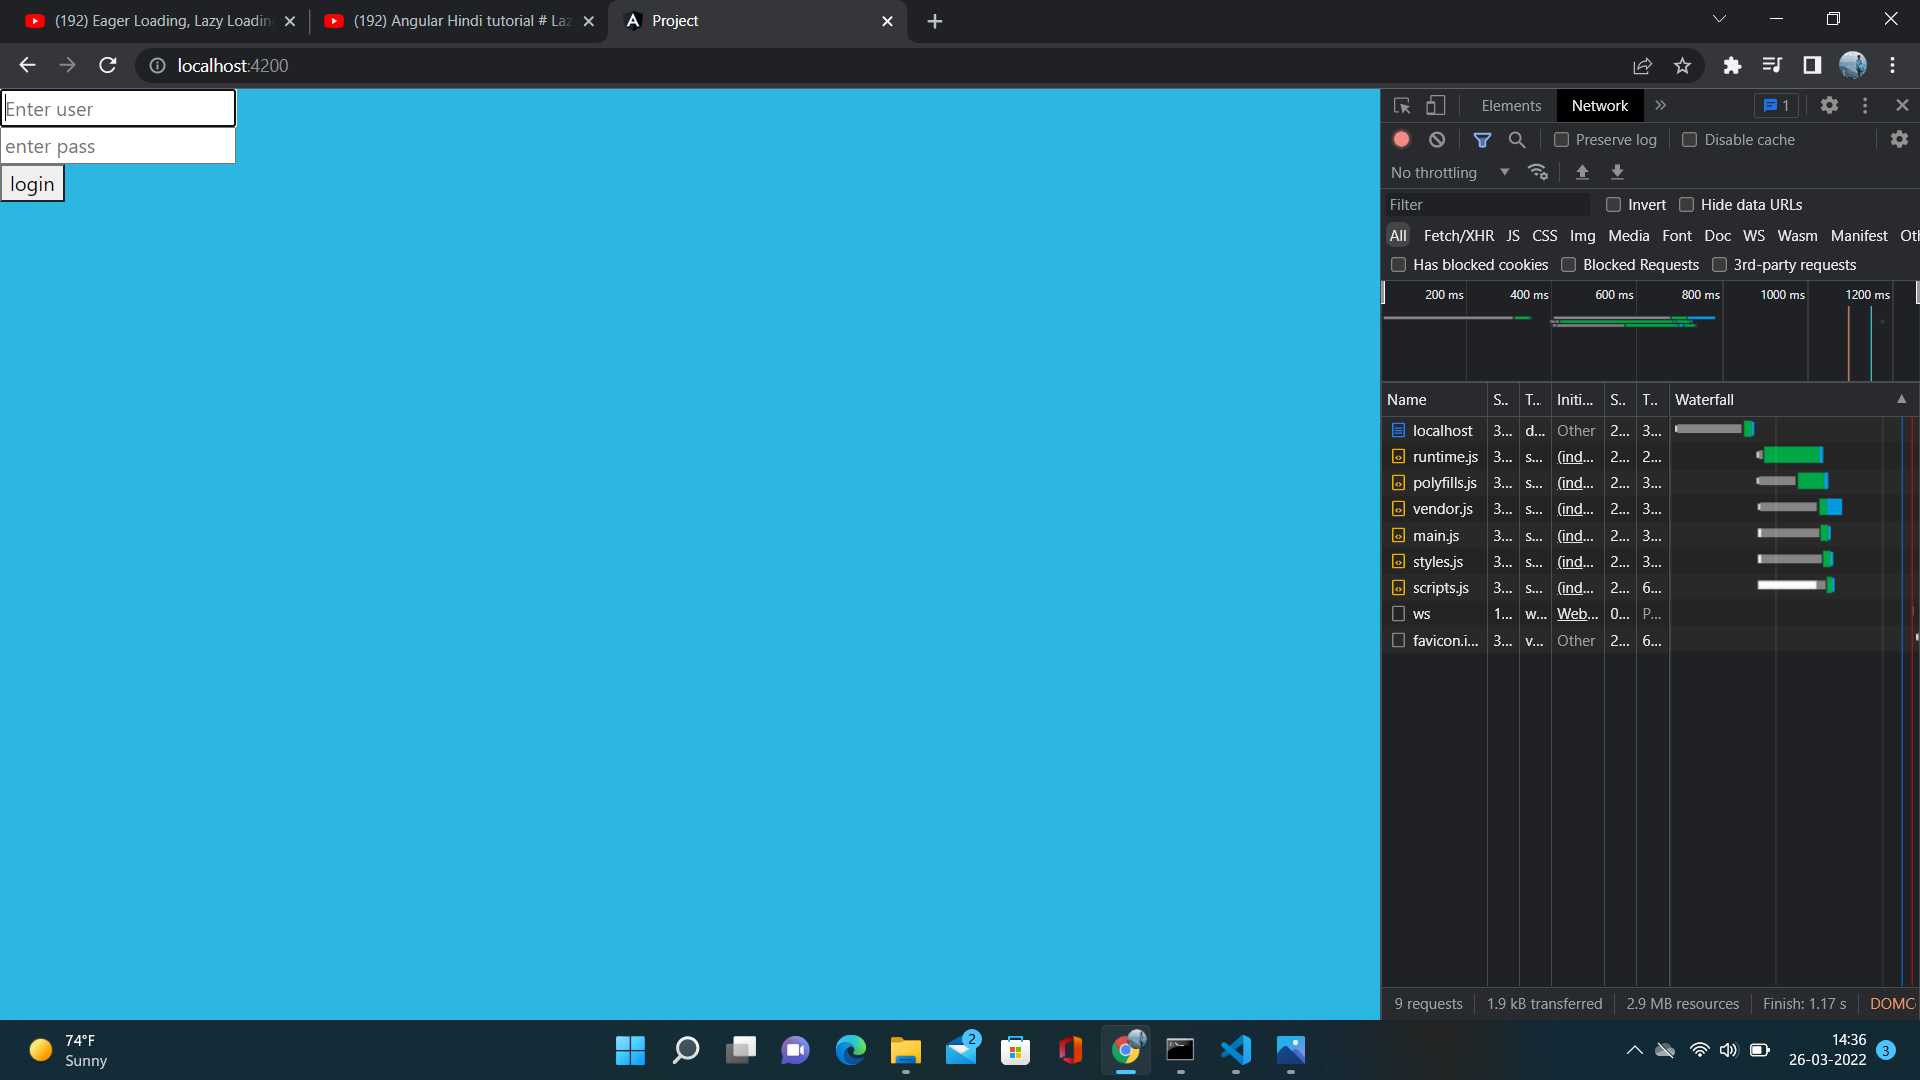 (192) Eager Loading, Lazy Loadin
(192) Angular Hindi tutorial # Laz
Project
localhost:4200
Enter user
enter pass
login
Elements
Network
1
Preserve log
Disable cache
No throttling
Filter
Invert
Hide data URLs
All Fetch/XHR JS CSS Img Media Font Doc WS Wasm Manifest Ot
Has blocked cookies
Blocked Requests
3rd-party requests
200 ms 400 ms 600 ms 800 ms 1000 ms 1200 ms
Name S.. T.. Initi... S.. T.. Waterfall
localhost 3... d... Other 2... 3...
runtime.js 3... s... (ind... 2... 2...
polyfills.js 3... s... (ind... 2... 3...
vendor.js 3... s... (ind... 2... 3...
main.js 3... s... (ind... 2... 3...
styles.js 3... s... (ind... 2... 3...
scripts.js 3... s... (ind... 2... 6...
ws 1... w... Web... 0... P...
favicon.i... 3... v... Other 2... 6...
9 requests 1.9 kB transferred 2.9 MB resources Finish: 1.17 s DOMC
74°F
Sunny
2
14:36
26-03-2022
3